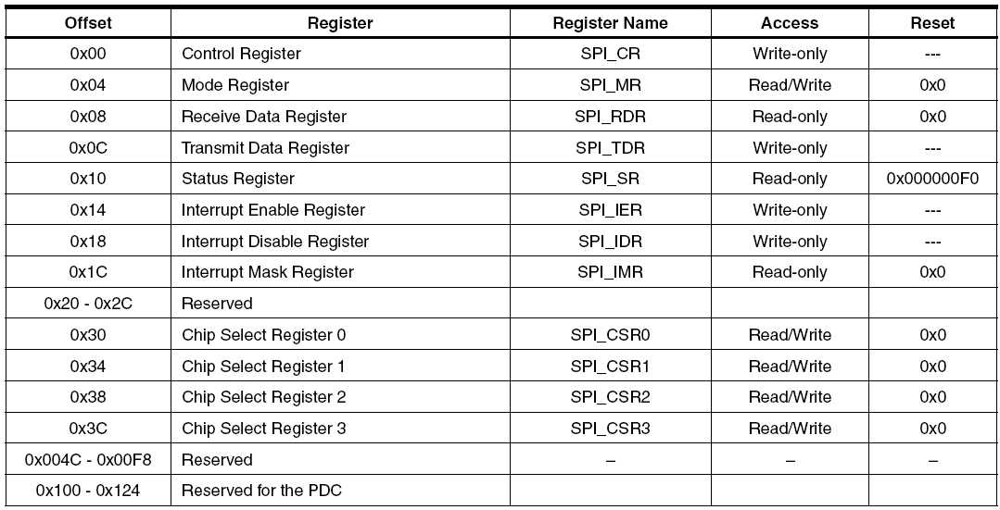 Offset Register Register Name Access Reset
0x00 Control Register SPI_CR Write-only ---
0x04 Mode Register SPI_MR Read/Write 0x0
0x08 Receive Data Register SPI_RDR Read-only 0x0
0x0C Transmit Data Register SPI_TDR Write-only ---
0x10 Status Register SPI_SR Read-only 0x000000F0
0x14 Interrupt Enable Register SPI_IER Write-only ---
0x18 Interrupt Disable Register SPI_IDR Write-only ---
0x1C Interrupt Mask Register SPI_IMR Read-only 0x0
0x20 - 0x2C Reserved
0x30 Chip Select Register 0 SPI_CSR0 Read/Write 0x0
0x34 Chip Select Register 1 SPI_CSR1 Read/Write 0x0
0x38 Chip Select Register 2 SPI_CSR2 Read/Write 0x0
0x3C Chip Select Register 3 SPI_CSR3 Read/Write 0x0
0x004C - 0x00F8 Reserved – – –
0x100 - 0x124 Reserved for the PDC